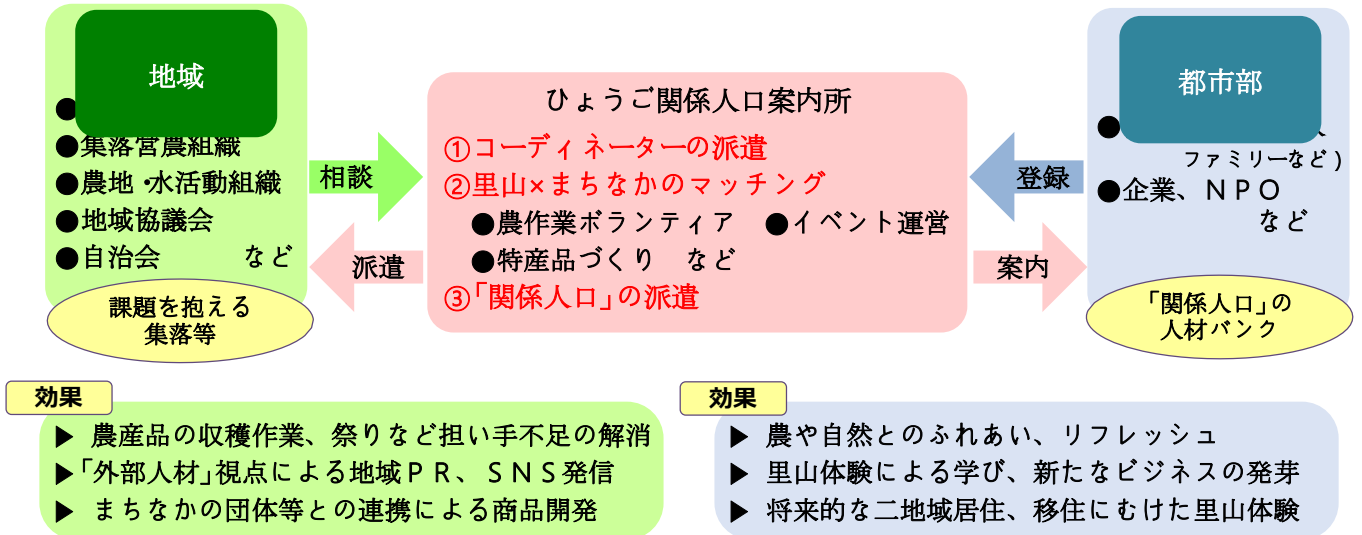 地域
●
●集落営農組織
●農地・水活動組織
●地域協議会
●自治会 など
課題を抱える
集落等
相談
派遣
ひょうご関係人口案内所
①コーディネーターの派遣
②里山×まちなかのマッチング
●農作業ボランティア ●イベント運営
●特産品づくり など
③「関係人口」の派遣
登録
案内
都市部
●
ファミリーなど)
●企業、NPO
など
「関係人口」の
人材バンク
効果
▶ 農産品の収穫作業、祭りなど担い手不足の解消
▶「外部人材」視点による地域PR、SNS発信
▶ まちなかの団体等との連携による商品開発
効果
▶ 農や自然とのふれあい、リフレッシュ
▶ 里山体験による学び、新たなビジネスの発芽
▶ 将来的な二地域居住、移住にむけた里山体験